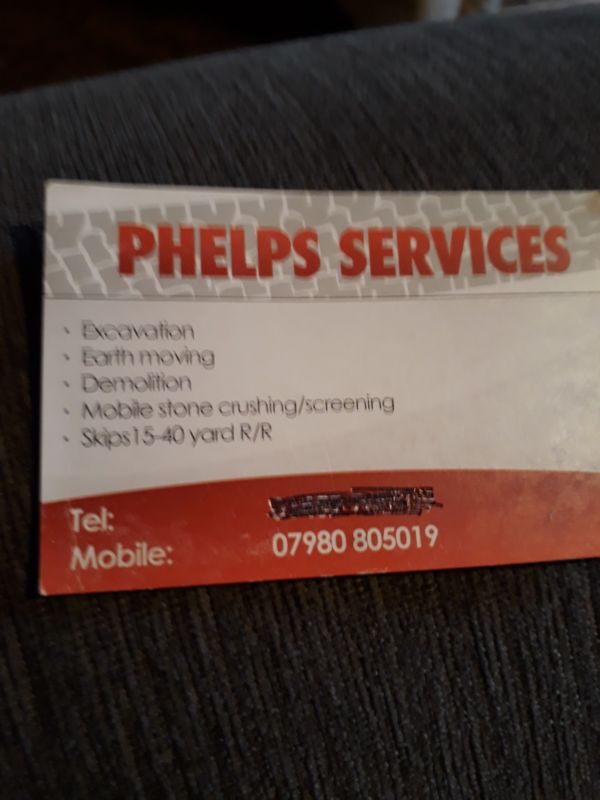 PHELPS SERVICES
· Excavation
· Earth moving
· Demolition
· Mobile stone crushing/screening
· Skips15-40 yard R/R
Tel:
Mobile: 07980 805019